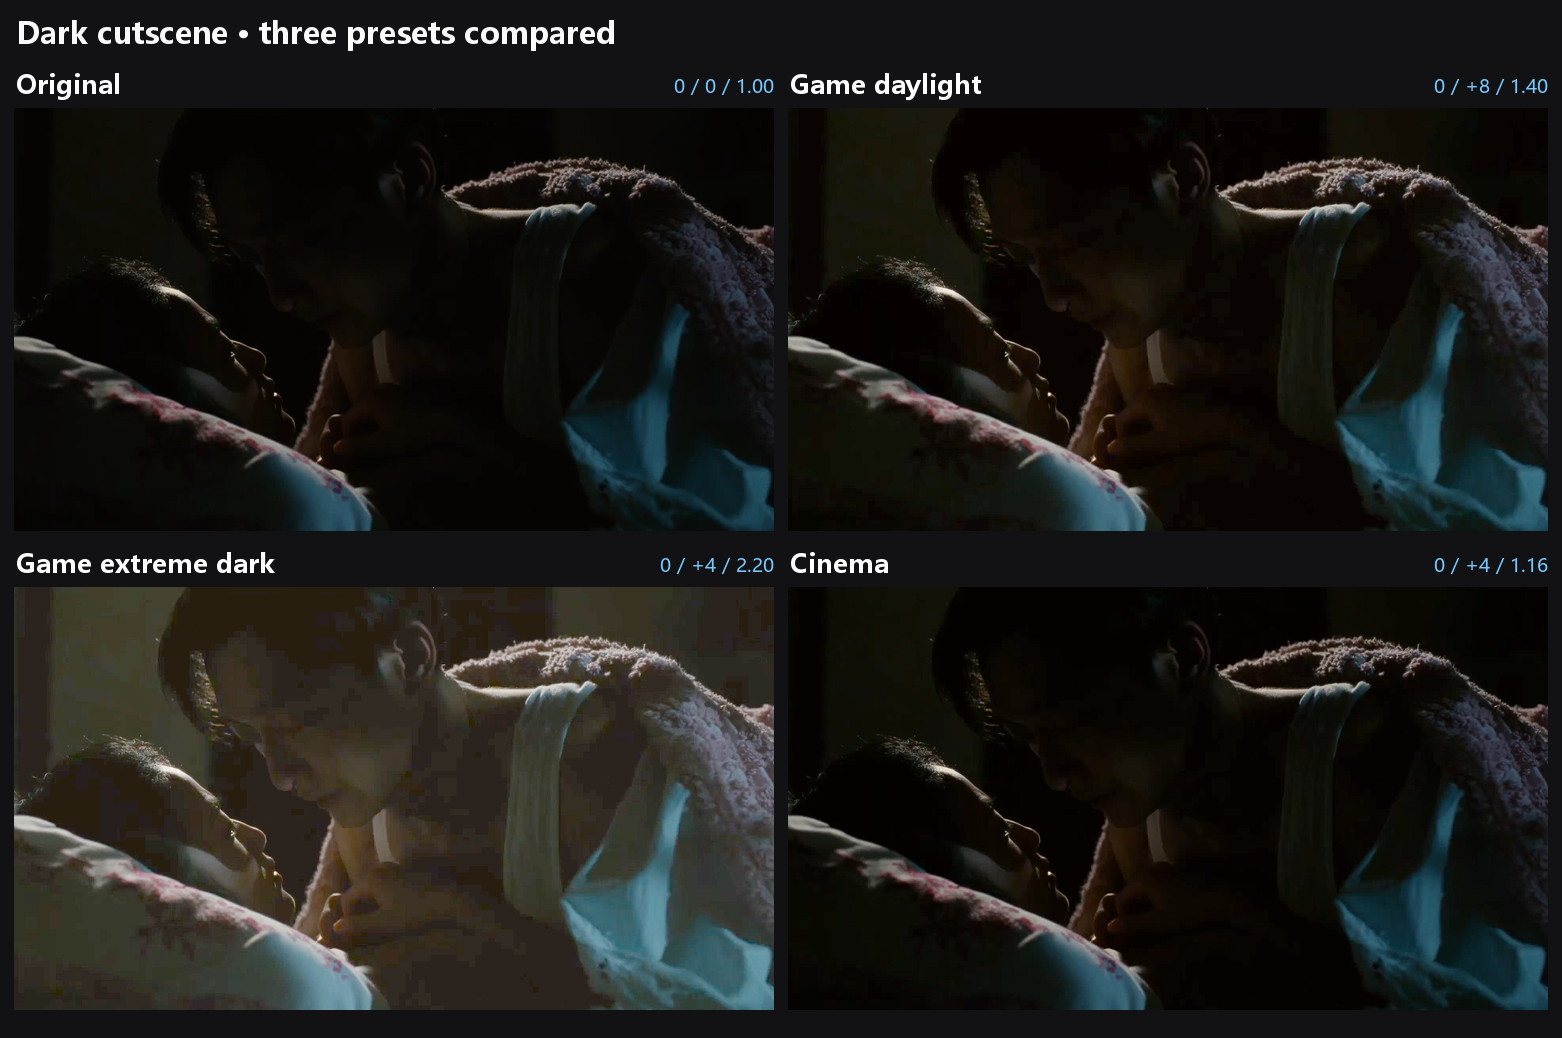 Dark cutscene • three presets compared
Original 0 / 0 / 1.00
Game daylight 0 / +8 / 1.40
Game extreme dark 0 / +4 / 2.20
Cinema 0 / +4 / 1.16